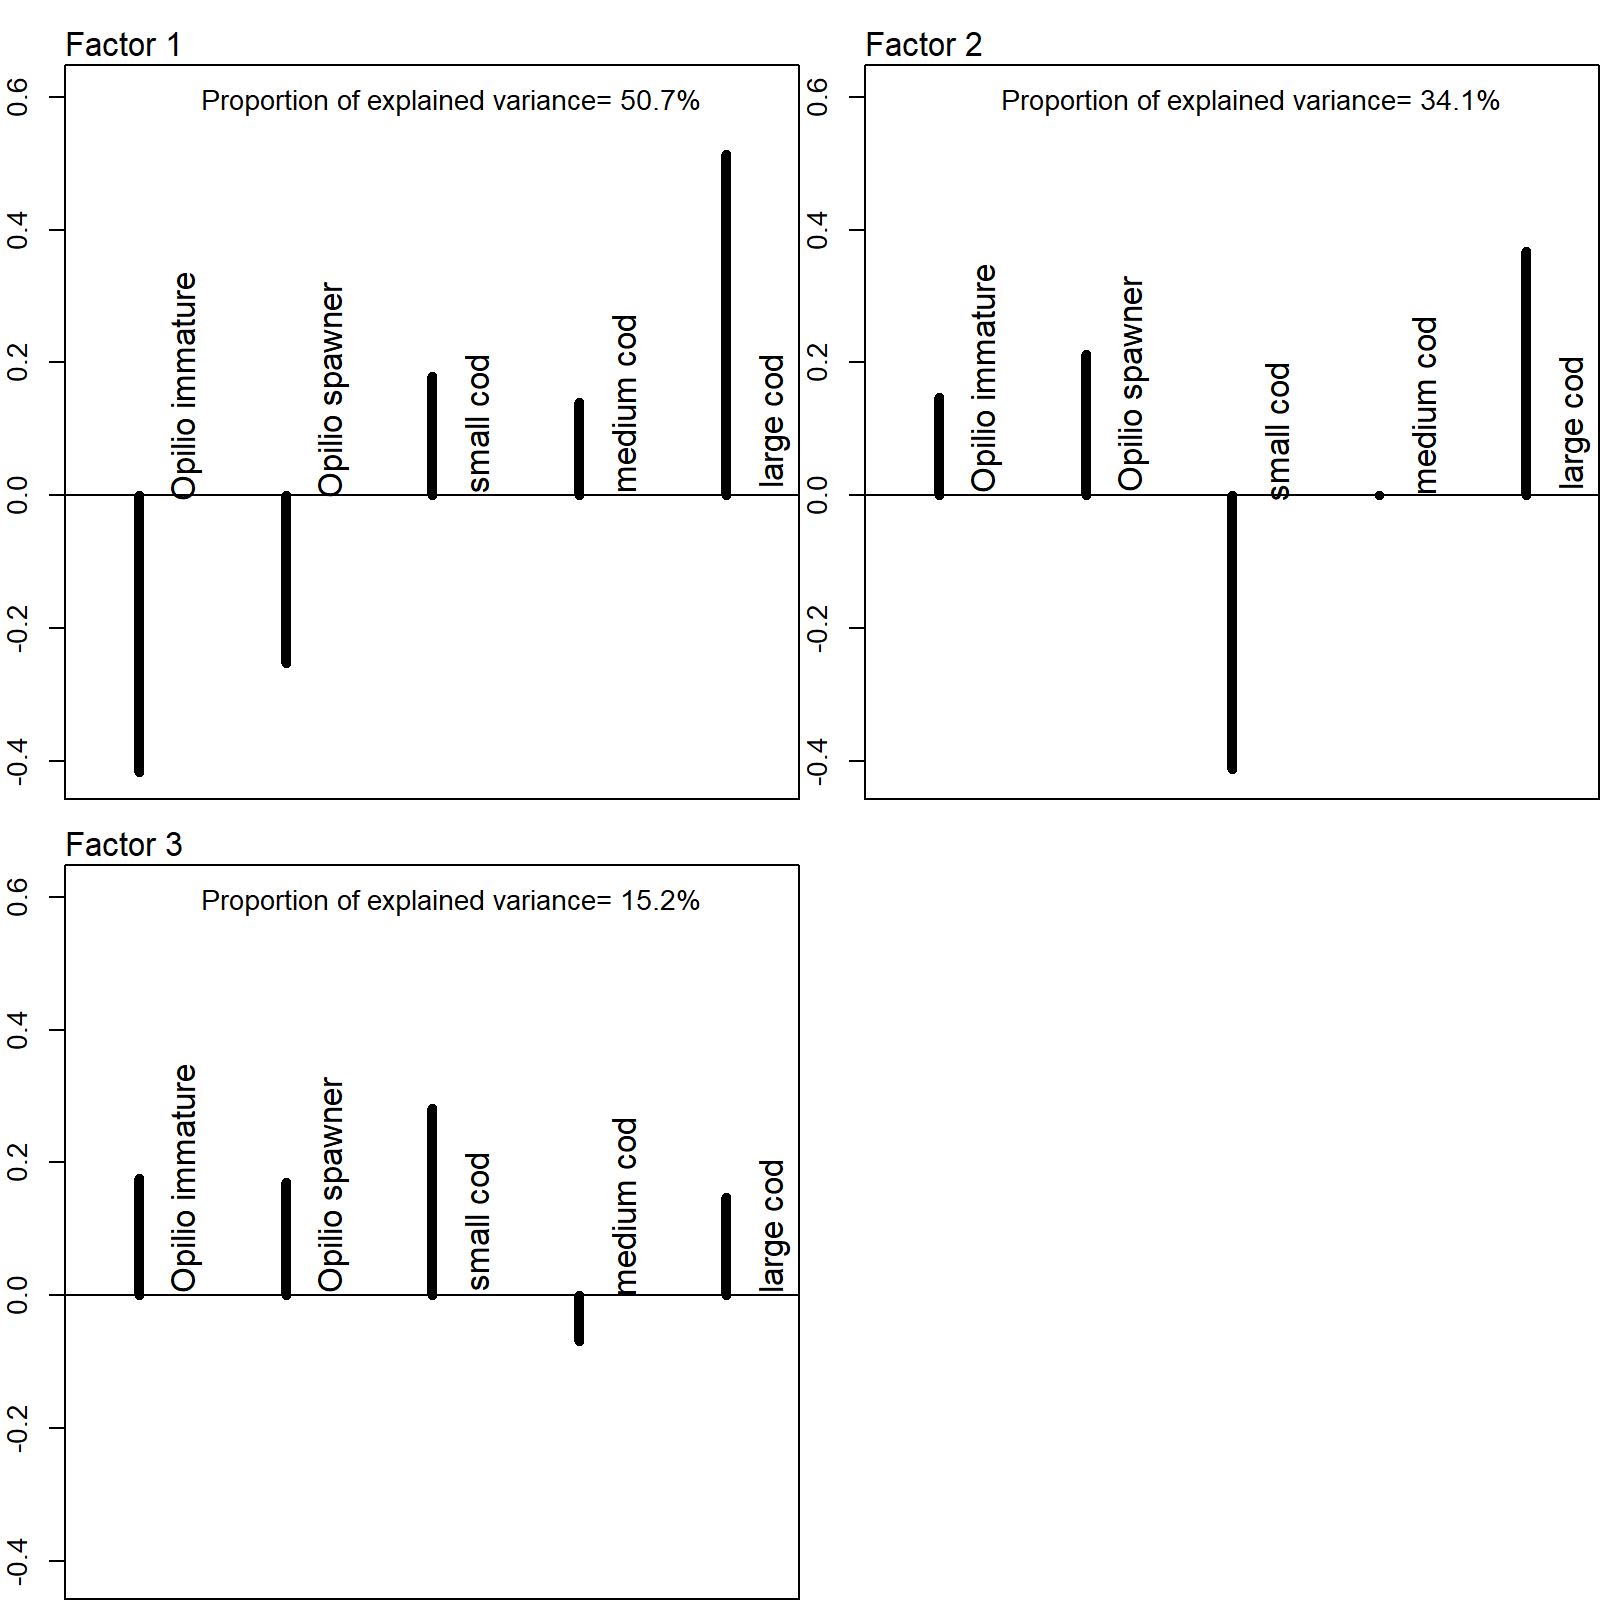 Factor 1
Proportion of explained variance= 50.7%
0.6
0.4
0.2
0.0
-0.2
-0.4
Opilio immature
Opilio spawner
small cod
medium cod
large cod
Factor 2
Proportion of explained variance= 34.1%
0.6
0.4
0.2
0.0
-0.2
-0.4
Opilio immature
Opilio spawner
small cod
medium cod
large cod
Factor 3
Proportion of explained variance= 15.2%
0.6
0.4
0.2
0.0
-0.2
-0.4
Opilio immature
Opilio spawner
small cod
medium cod
large cod